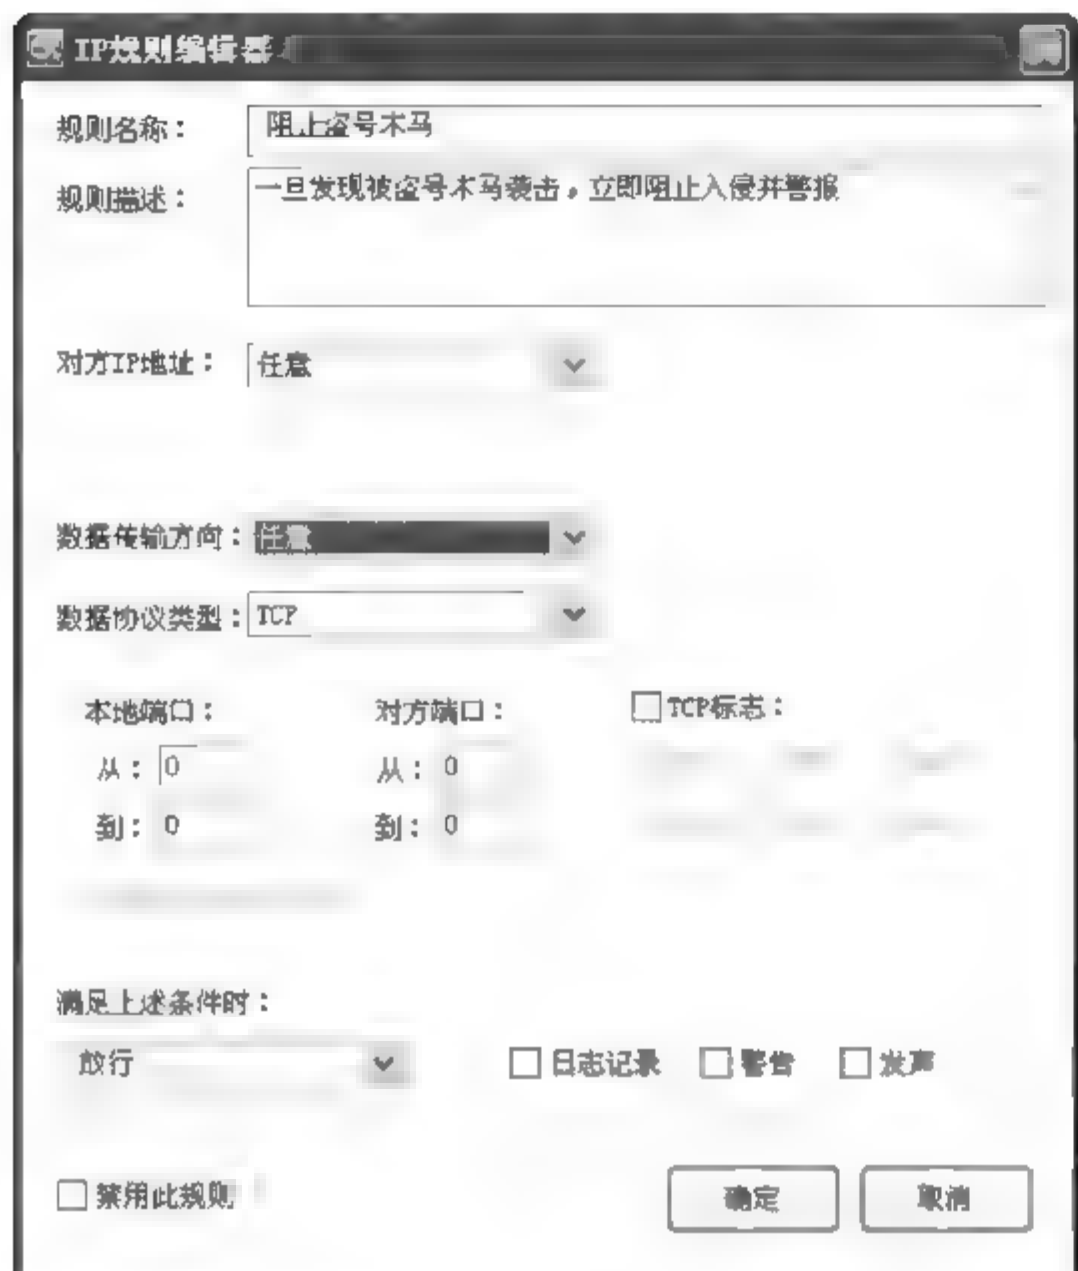 IP规则编辑器
规则名称： 阻止盗号木马
规则描述： 一旦发现被盗号木马袭击，立即阻止入侵并警报
对方IP地址： 任意
数据传输方向： 任意
数据协议类型： TCP
本地端口： 对方端口： TCP标志：
从： 0 从： 0
到： 0 到： 0
满足上述条件时：
放行 日志记录 警告 发声
禁用此规则 确定 取消